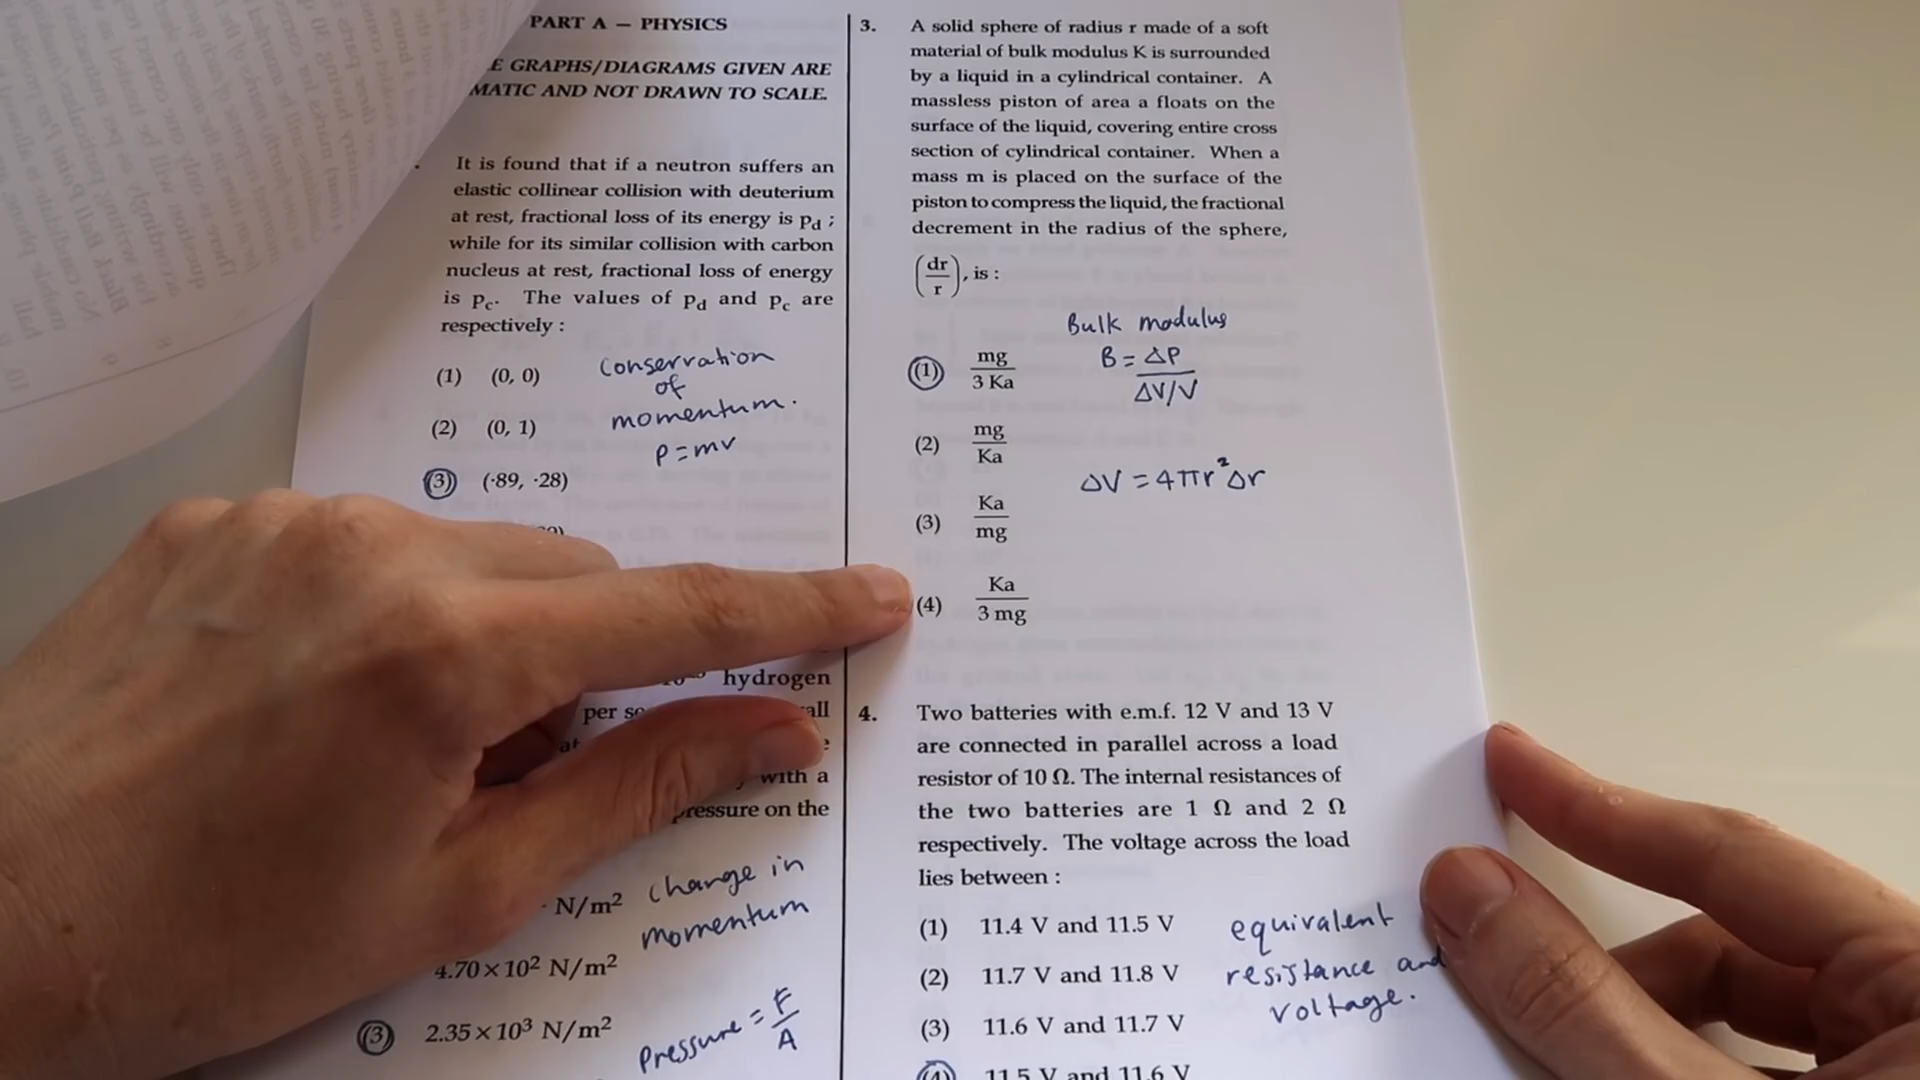 PART A – PHYSICS
E GRAPHS/DIAGRAMS GIVEN ARE
MATIC AND NOT DRAWN TO SCALE.
It is found that if a neutron suffers an
elastic collinear collision with deuterium
at rest, fractional loss of its energy is pd ;
while for its similar collision with carbon
nucleus at rest, fractional loss of energy
is pc. The values of pd and pc are
respectively :
(1) (0, 0)
(2) (0, 1)
(3) (·89, ·28)
conservation
of
momentum.
P = mv
hydrogen
per
all
at
with a
pressure on the
N/m²
4.70×10² N/m²
(3) 2.35×10³ N/m²
change in
momentum
Pressure = F/A
3. A solid sphere of radius r made of a soft
material of bulk modulus K is surrounded
by a liquid in a cylindrical container. A
massless piston of area a floats on the
surface of the liquid, covering entire cross
section of cylindrical container. When a
mass m is placed on the surface of the
piston to compress the liquid, the fractional
decrement in the radius of the sphere,
(dr/r), is :
(1) mg/3 Ka
(2) mg/Ka
(3) Ka/mg
(4) Ka/3 mg
Bulk modulus
B = ΔP/ΔV/V
ΔV = 4πr²Δr
4. Two batteries with e.m.f. 12 V and 13 V
are connected in parallel across a load
resistor of 10 Ω. The internal resistances of
the two batteries are 1 Ω and 2 Ω
respectively. The voltage across the load
lies between :
(1) 11.4 V and 11.5 V
(2) 11.7 V and 11.8 V
(3) 11.6 V and 11.7 V
(4) 11.5 V and 11.6 V
equivalent
resistance and
voltage.